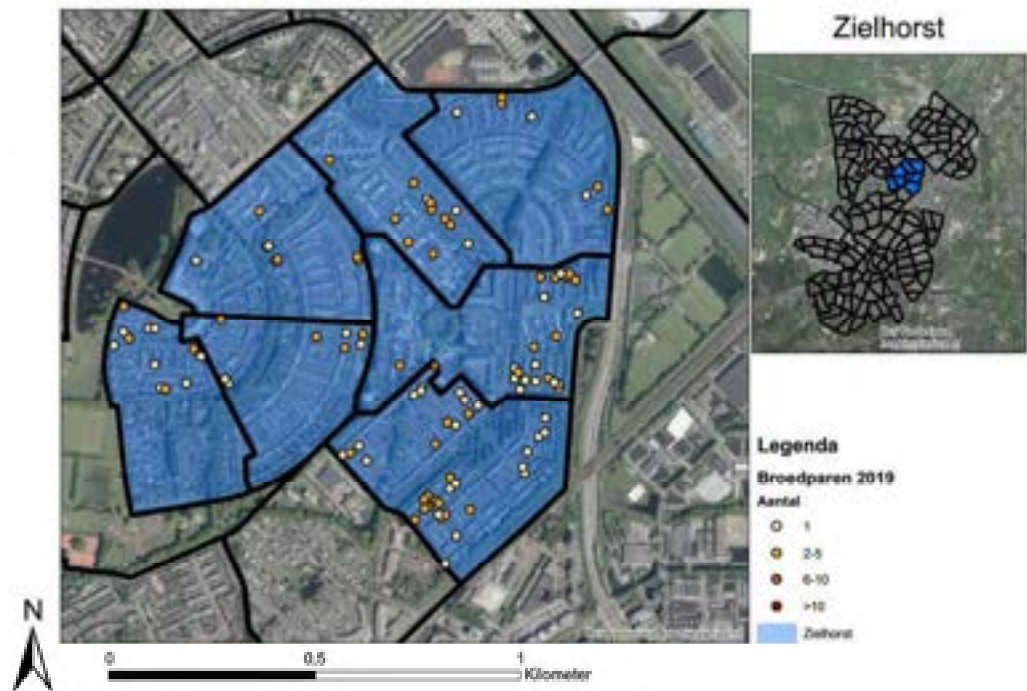 Zielhorst
Legenda
Broedparen 2019
Aantal
1
2-5
6-10
>10
Zielhorst
N
0 0.5 1
Kilometer